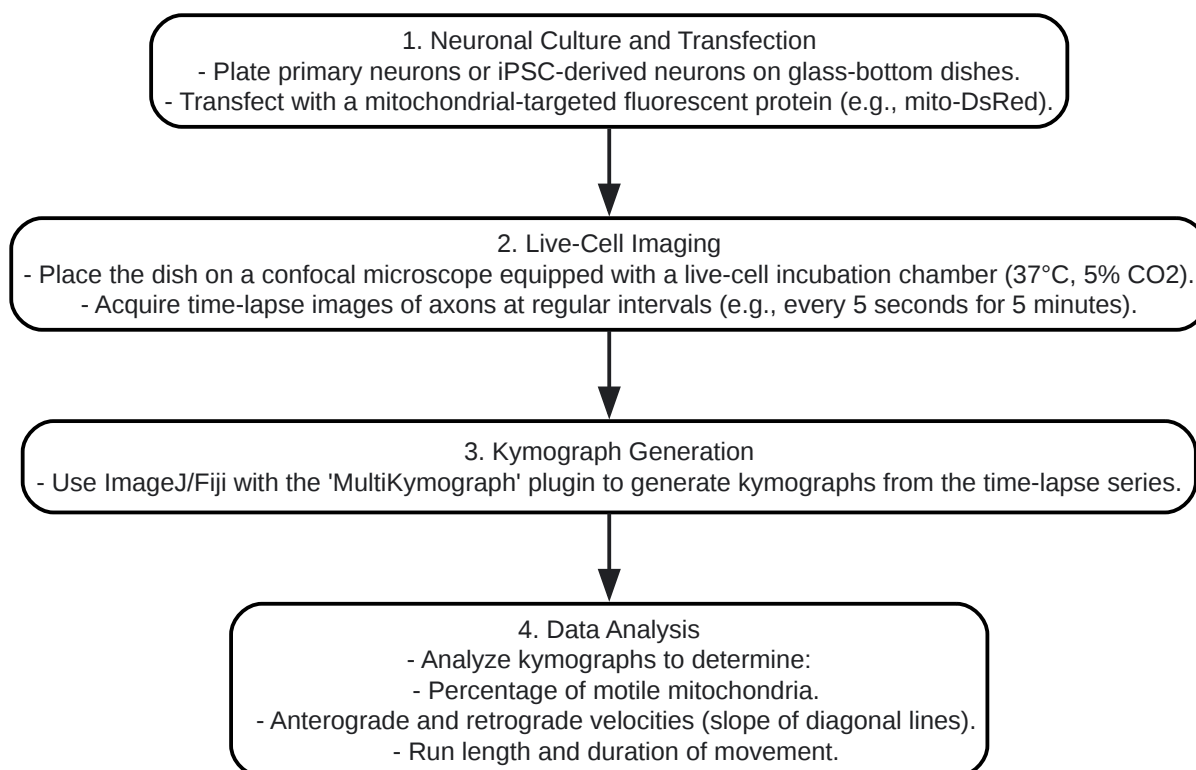 1. Neuronal Culture and Transfection
- Plate primary neurons or iPSC-derived neurons on glass-bottom dishes.
- Transfect with a mitochondrial-targeted fluorescent protein (e.g., mito-DsRed).
2. Live-Cell Imaging
- Place the dish on a confocal microscope equipped with a live-cell incubation chamber (37°C, 5% CO2).
- Acquire time-lapse images of axons at regular intervals (e.g., every 5 seconds for 5 minutes).
3. Kymograph Generation
- Use ImageJ/Fiji with the 'MultiKymograph' plugin to generate kymographs from the time-lapse series.
4. Data Analysis
- Analyze kymographs to determine:
- Percentage of motile mitochondria.
- Anterograde and retrograde velocities (slope of diagonal lines).
- Run length and duration of movement.